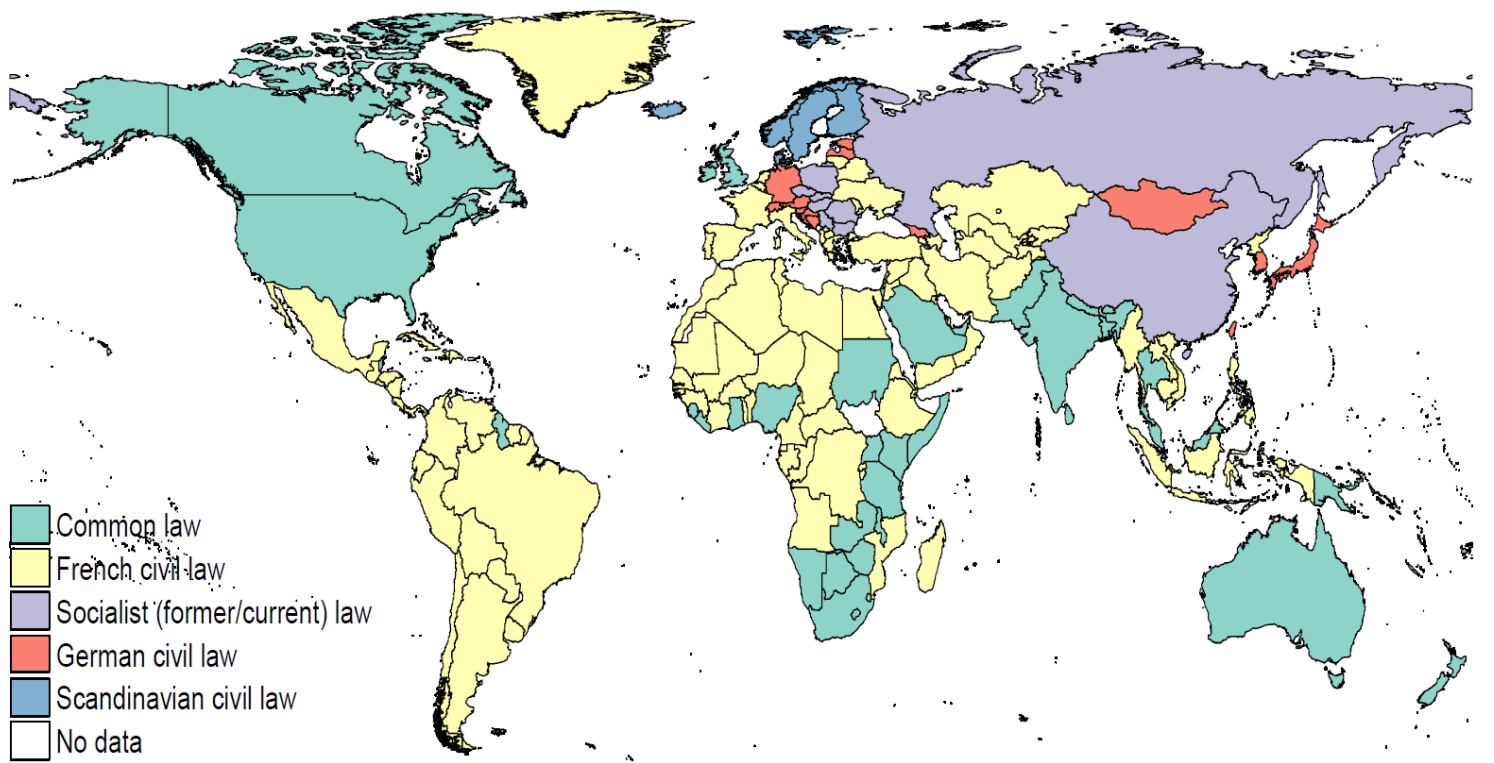 Common law
French civil law
Socialist (former/current) law
German civil law
Scandinavian civil law
No data